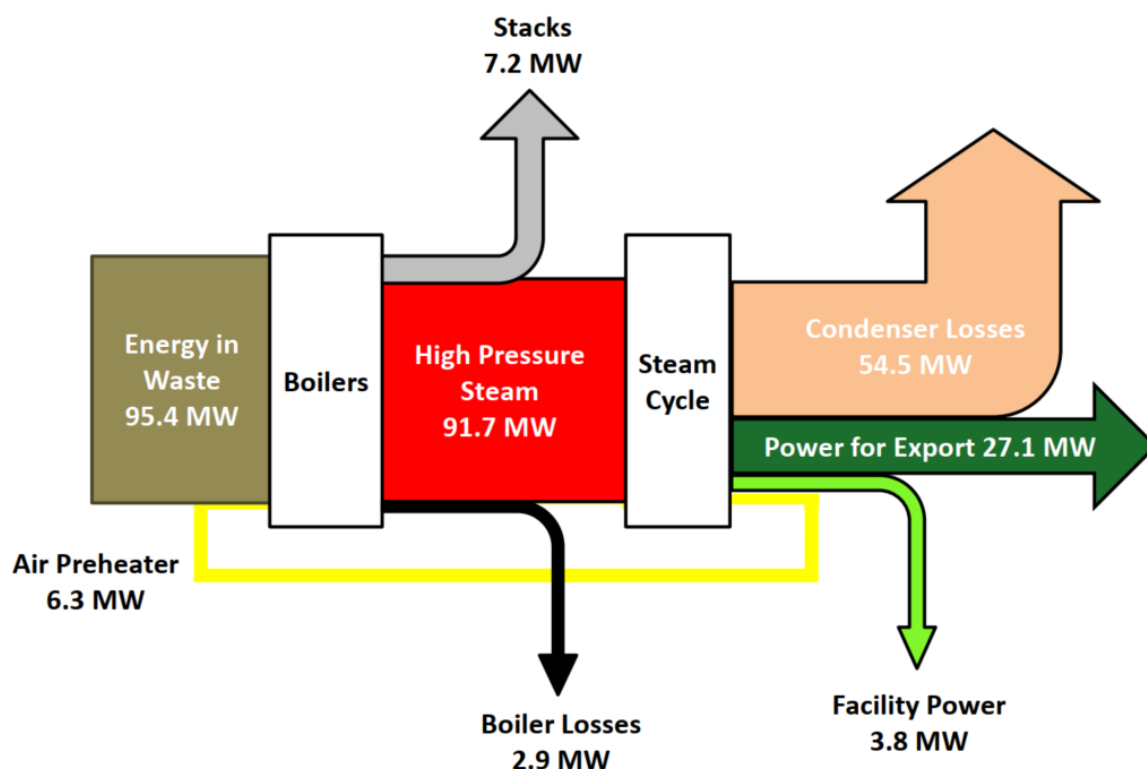 Stacks
7.2 MW
Energy in
Waste
95.4 MW
Boilers
High Pressure
Steam
91.7 MW
Steam
Cycle
Condenser Losses
54.5 MW
Power for Export 27.1 MW
Air Preheater
6.3 MW
Boiler Losses
2.9 MW
Facility Power
3.8 MW